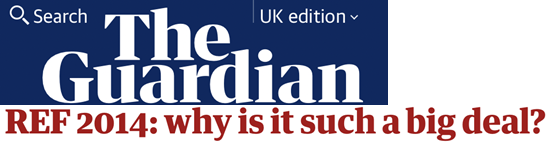 Search
UK edition
The
Guardian
REF 2014: why is it such a big deal?